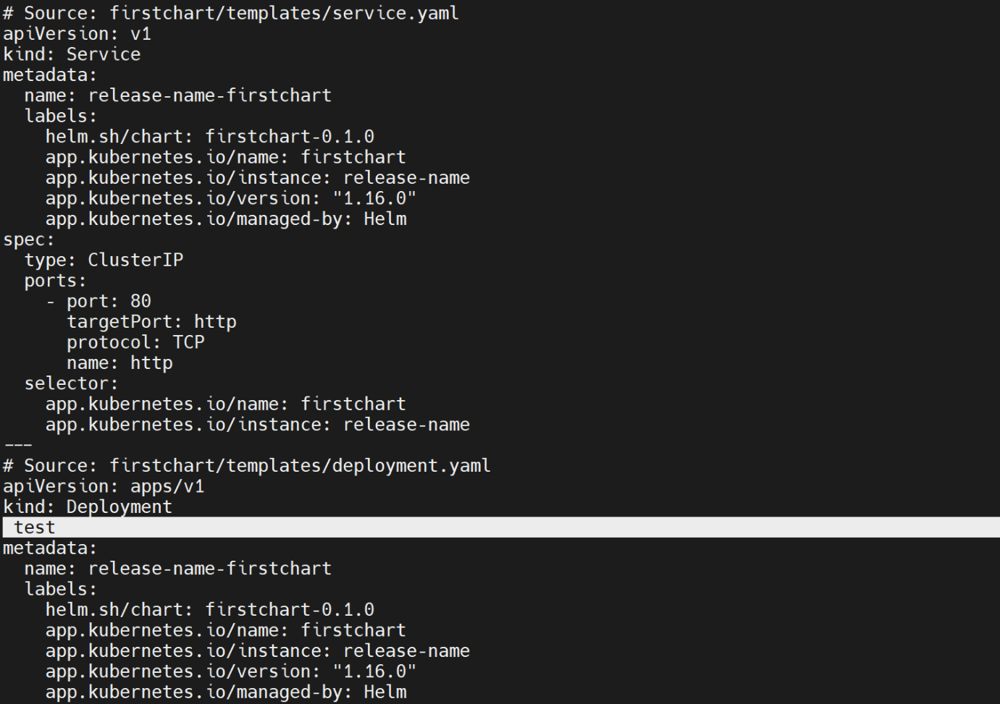 # Source: firstchart/templates/service.yaml
apiVersion: v1
kind: Service
metadata:
  name: release-name-firstchart
  labels:
    helm.sh/chart: firstchart-0.1.0
    app.kubernetes.io/name: firstchart
    app.kubernetes.io/instance: release-name
    app.kubernetes.io/version: "1.16.0"
    app.kubernetes.io/managed-by: Helm
spec:
  type: ClusterIP
  ports:
    - port: 80
      targetPort: http
      protocol: TCP
      name: http
  selector:
    app.kubernetes.io/name: firstchart
    app.kubernetes.io/instance: release-name
---
# Source: firstchart/templates/deployment.yaml
apiVersion: apps/v1
kind: Deployment
 test
metadata:
  name: release-name-firstchart
  labels:
    helm.sh/chart: firstchart-0.1.0
    app.kubernetes.io/name: firstchart
    app.kubernetes.io/instance: release-name
    app.kubernetes.io/version: "1.16.0"
    app.kubernetes.io/managed-by: Helm